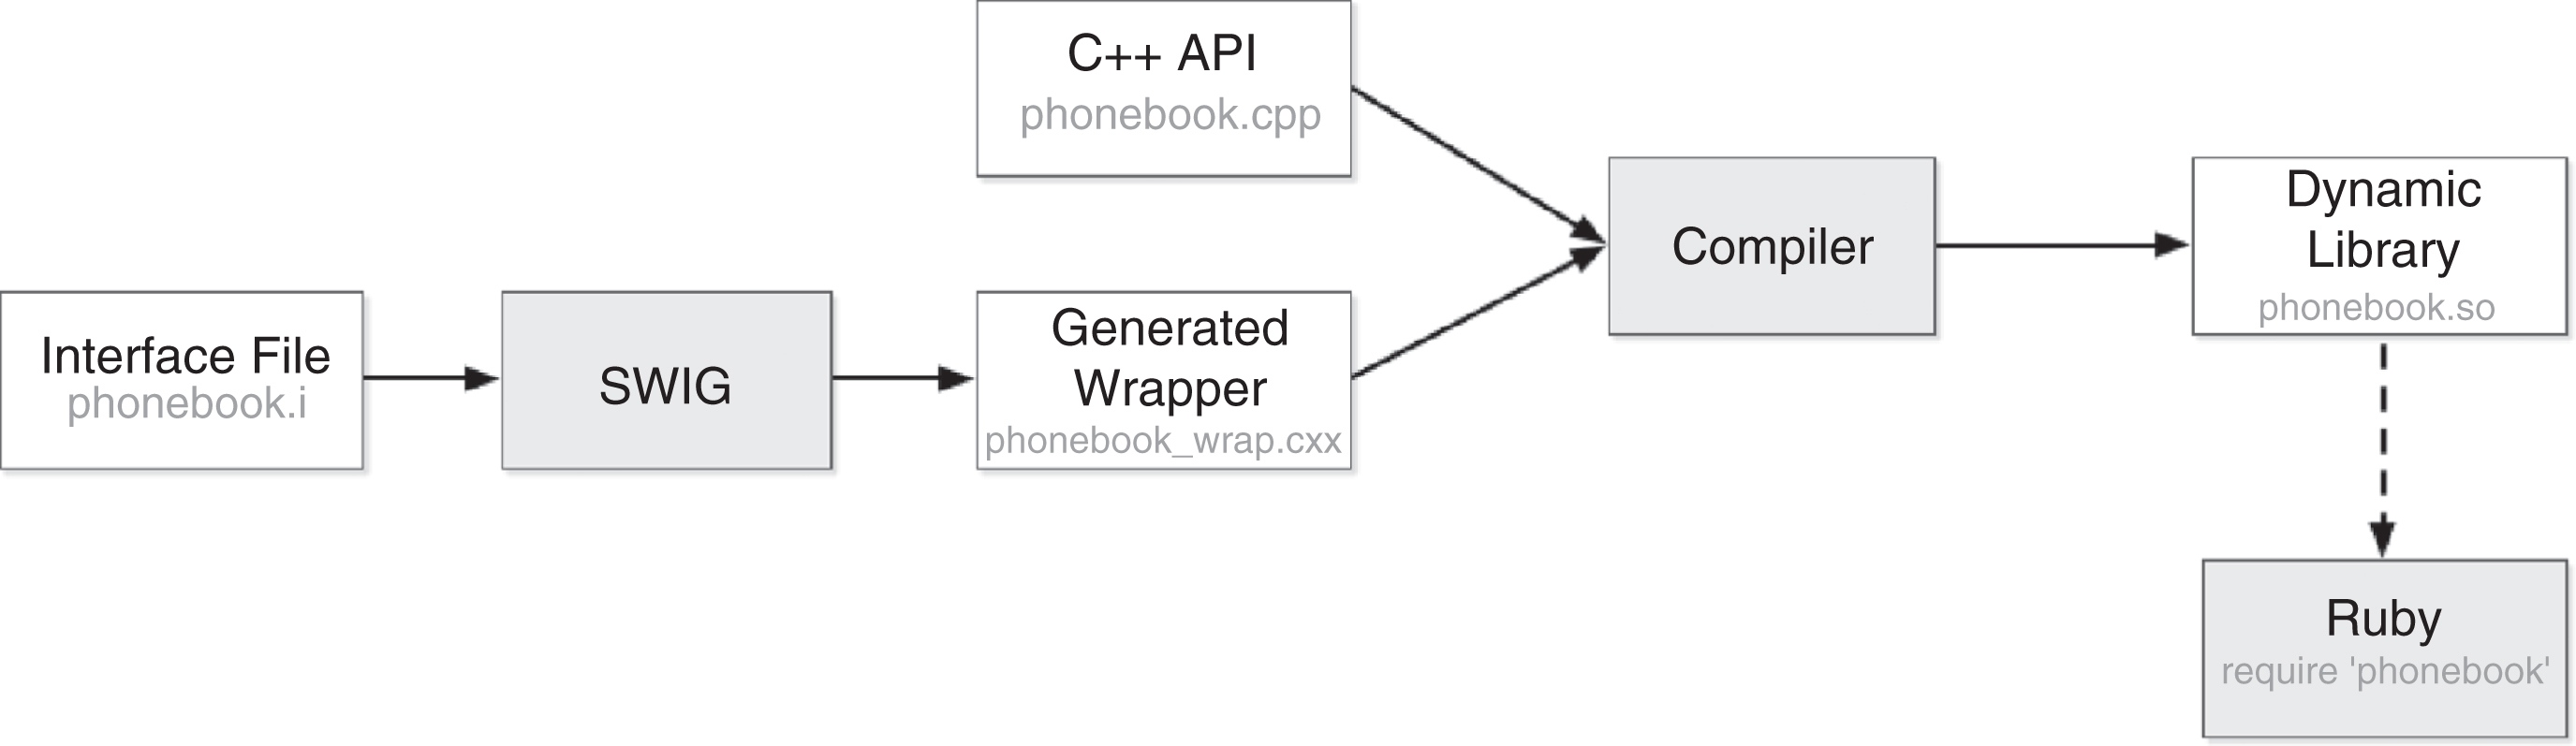 C++ API
phonebook.cpp
Interface File
phonebook.i
SWIG
Generated
Wrapper
phonebook_wrap.cxx
Compiler
Dynamic
Library
phonebook.so
Ruby
require 'phonebook'